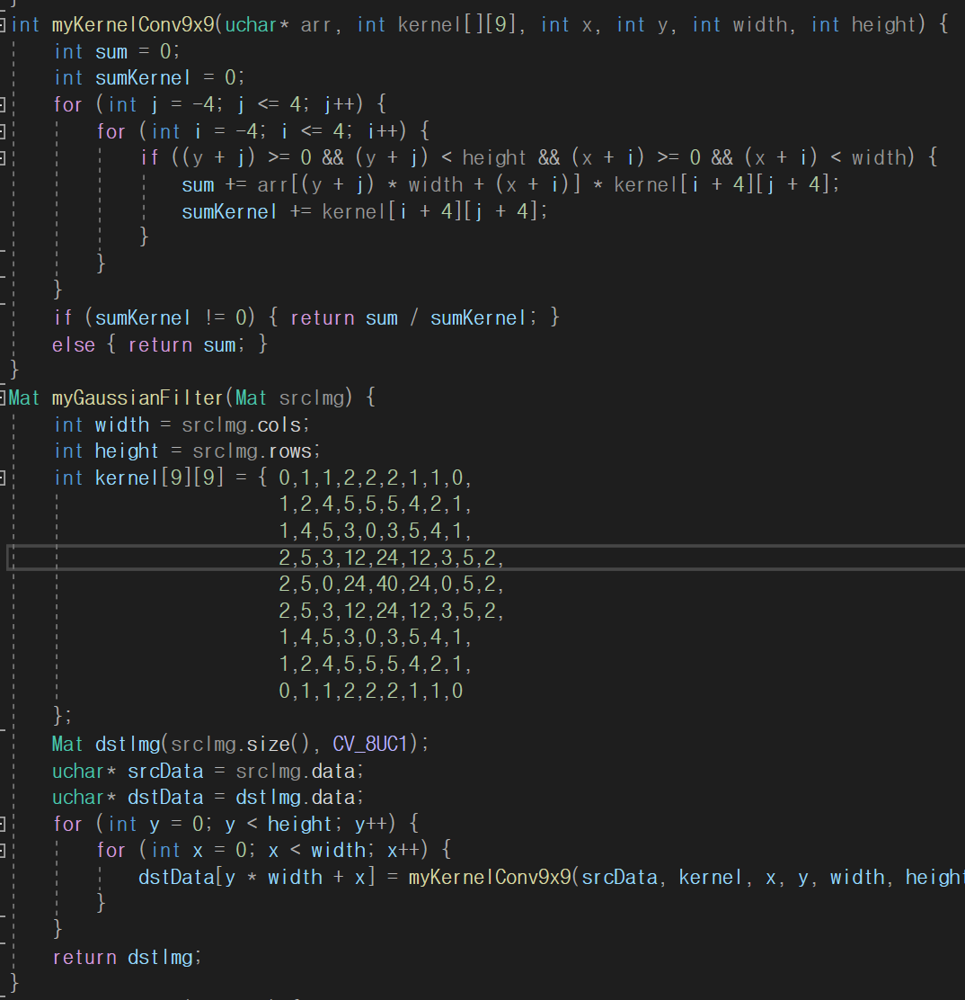 }
int myKernelConv9x9(uchar* arr, int kernel[][9], int x, int y, int width, int height) {
int sum = 0;
int sumKernel = 0;
for (int j = -4; j <= 4; j++) {
for (int i = -4; i <= 4; i++) {
if ((y + j) >= 0 && (y + j) < height && (x + i) >= 0 && (x + i) < width) {
sum += arr[(y + j) * width + (x + i)] * kernel[i + 4][j + 4];
sumKernel += kernel[i + 4][j + 4];
}
}
}
if (sumKernel != 0) { return sum / sumKernel; }
else { return sum; }
}
Mat myGaussianFilter(Mat srcImg) {
int width = srcImg.cols;
int height = srcImg.rows;
int kernel[9][9] = { 0,1,1,2,2,2,1,1,0,
1,2,4,5,5,5,4,2,1,
1,4,5,3,0,3,5,4,1,
2,5,3,12,24,12,3,5,2,
2,5,0,24,40,24,0,5,2,
2,5,3,12,24,12,3,5,2,
1,4,5,3,0,3,5,4,1,
1,2,4,5,5,5,4,2,1,
0,1,1,2,2,2,1,1,0
};
Mat dstImg(srcImg.size(), CV_8UC1);
uchar* srcData = srcImg.data;
uchar* dstData = dstImg.data;
for (int y = 0; y < height; y++) {
for (int x = 0; x < width; x++) {
dstData[y * width + x] = myKernelConv9x9(srcData, kernel, x, y, width, height
}
}
return dstImg;
}